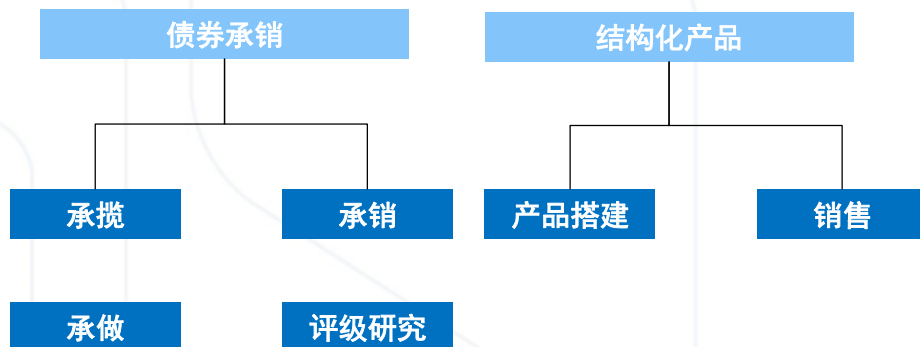 债券承销
结构化产品
承揽
承销
产品搭建
销售
承做
评级研究